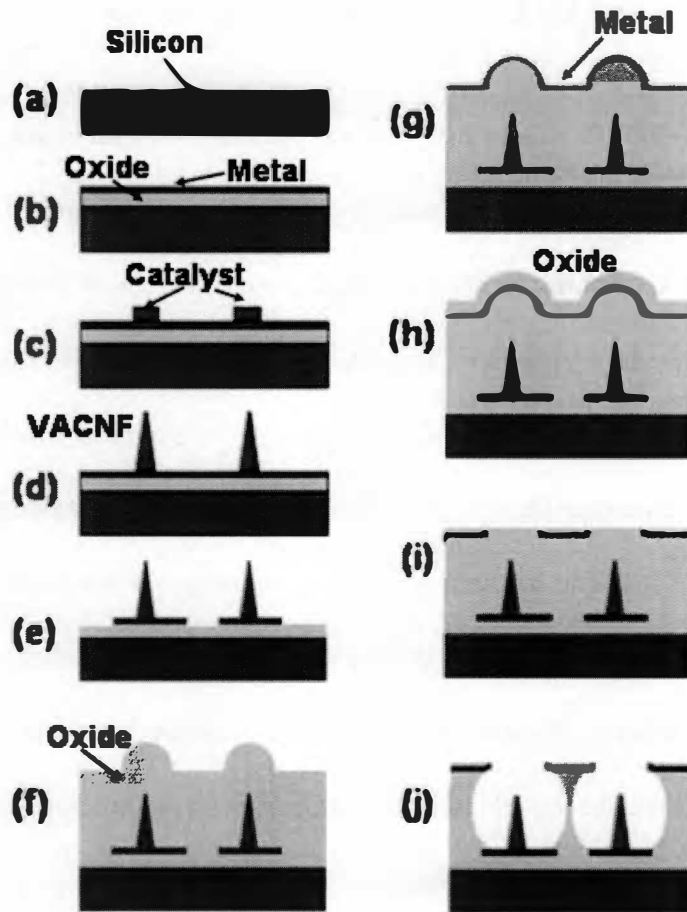 Silicon
(a)
Oxide
Metal
(b)
Catalyst
(c)
VACNF
(d)
(e)
Oxide
(f)
Metal
(g)
Oxide
(h)
(i)
(j)